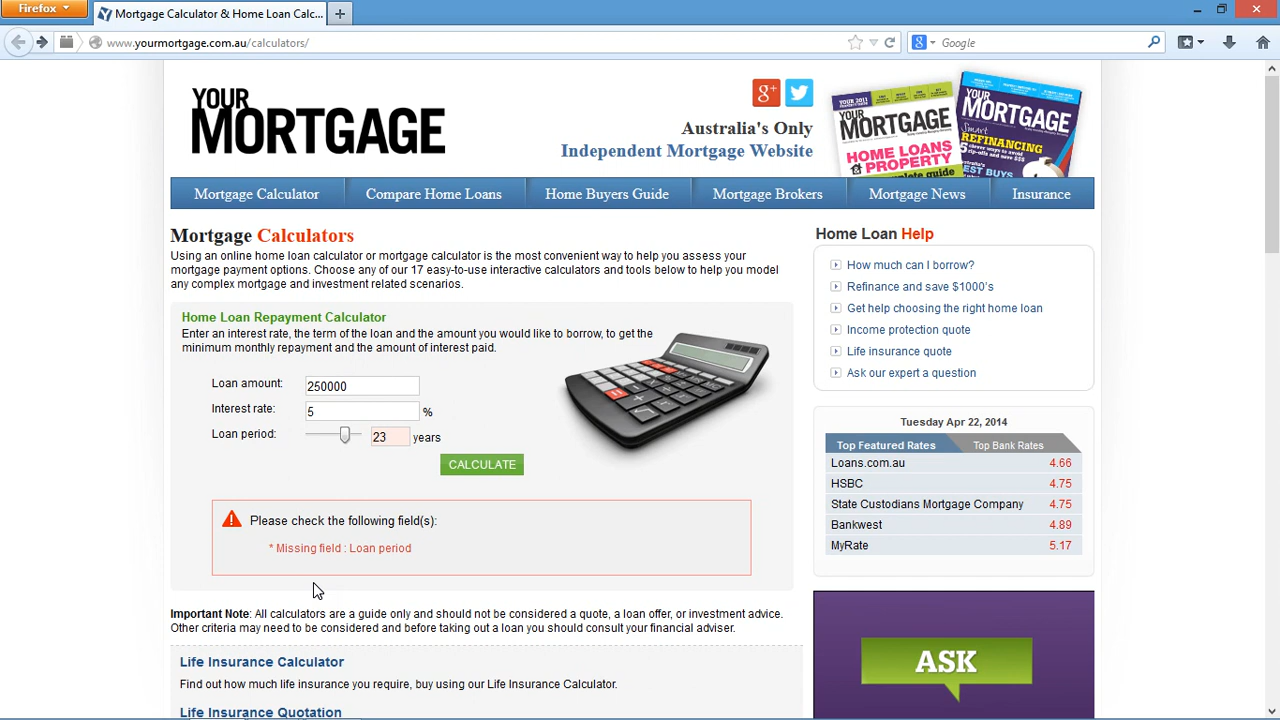 Firefox
Mortgage Calculator & Home Loan Calc...
www.yourmortgage.com.au/calculators/
Google
YOUR
MORTGAGE
g+
Australia's Only
Independent Mortgage Website
YOUR
MORTGAGE
HOME LOANS
PROPERTY
YOUR
MORTGAGE
Smart
REFINANCING
Mortgage Calculator
Compare Home Loans
Home Buyers Guide
Mortgage Brokers
Mortgage News
Insurance
Mortgage Calculators
Using an online home loan calculator or mortgage calculator is the most convenient way to help you assess your
mortgage payment options. Choose any of our 17 easy-to-use interactive calculators and tools below to help you model
any complex mortgage and investment related scenarios.
Home Loan Repayment Calculator
Enter an interest rate, the term of the loan and the amount you would like to borrow, to get the
minimum monthly repayment and the amount of interest paid.
Loan amount: 250000
Interest rate: 5 %
Loan period: 23 years
CALCULATE
Please check the following field(s):
* Missing field : Loan period
Important Note: All calculators are a guide only and should not be considered a quote, a loan offer, or investment advice.
Other criteria may need to be considered and before taking out a loan you should consult your financial adviser.
Life Insurance Calculator
Find out how much life insurance you require, buy using our Life Insurance Calculator.
Life Insurance Quotation
Home Loan Help
How much can I borrow?
Refinance and save $1000's
Get help choosing the right home loan
Income protection quote
Life insurance quote
Ask our expert a question
Tuesday Apr 22, 2014
Top Featured Rates
Top Bank Rates
Loans.com.au 4.66
HSBC 4.75
State Custodians Mortgage Company 4.75
Bankwest 4.89
MyRate 5.17
ASK